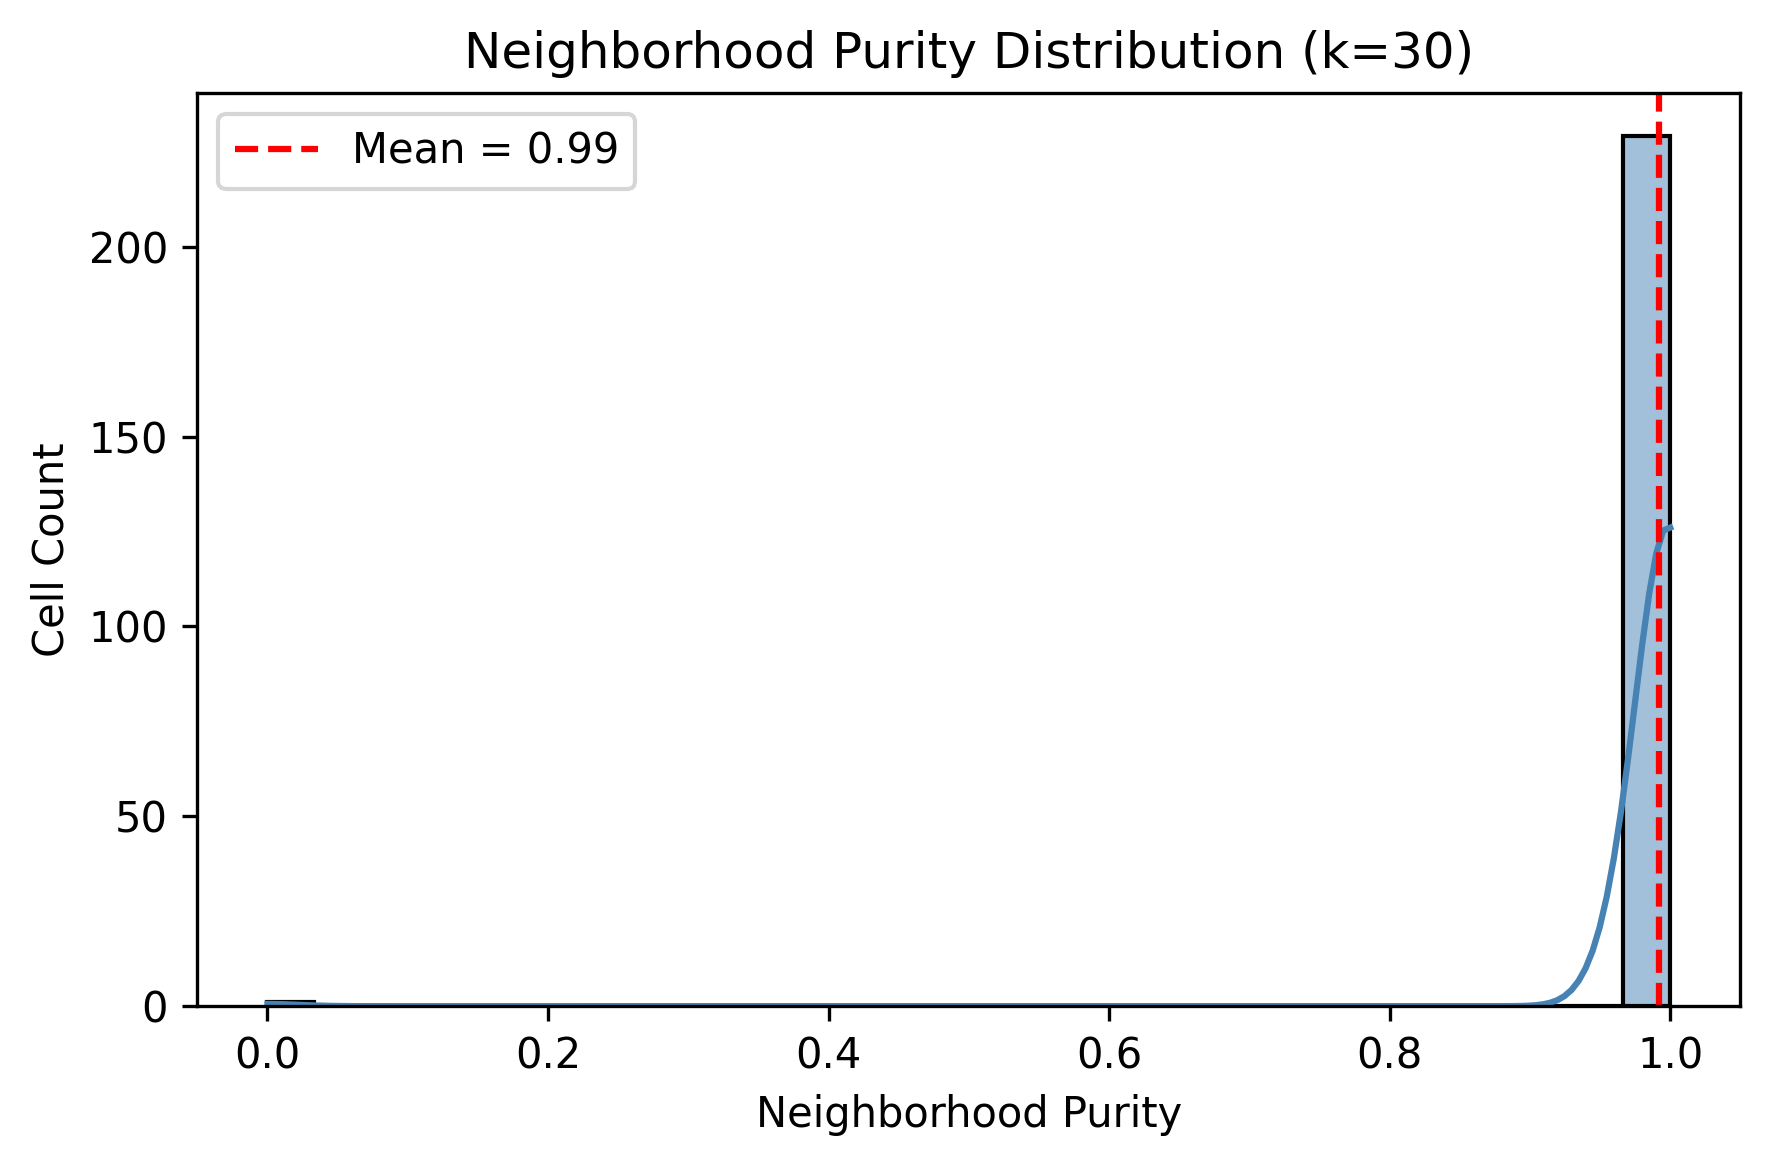 Neighborhood Purity Distribution (k=30)
Mean = 0.99
Cell Count
200
150
100
50
0
0.0 0.2 0.4 0.6 0.8 1.0
Neighborhood Purity